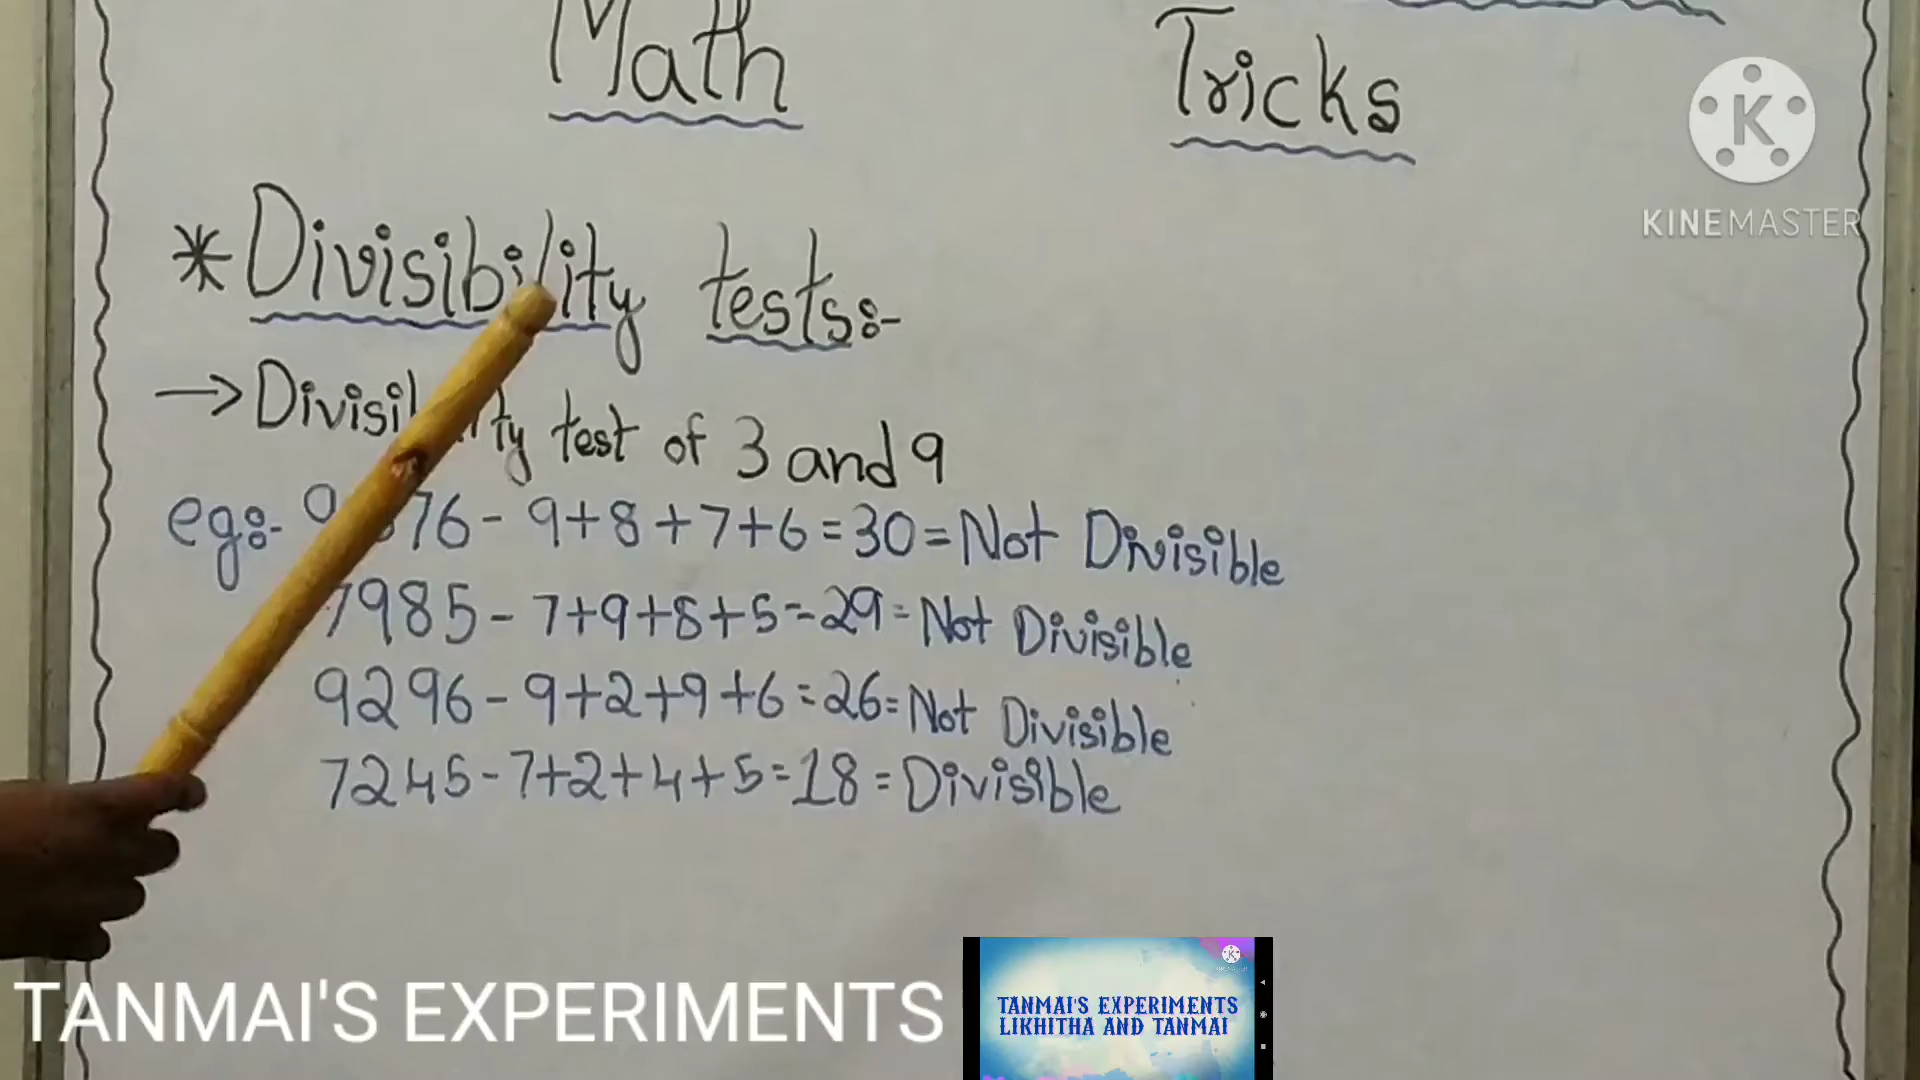 Math Tricks
KINEMASTER
* Divisibility tests:-
→ Divisibility test of 3 and 9
eg:- 9876 - 9+8+7+6=30=Not Divisible
7985 - 7+9+8+5=29=Not Divisible
9296 - 9+2+9+6=26=Not Divisible
7245 - 7+2+4+5=18=Divisible
TANMAI'S EXPERIMENTS
TANMAI'S EXPERIMENTS
LIKHITHA AND TANMAI